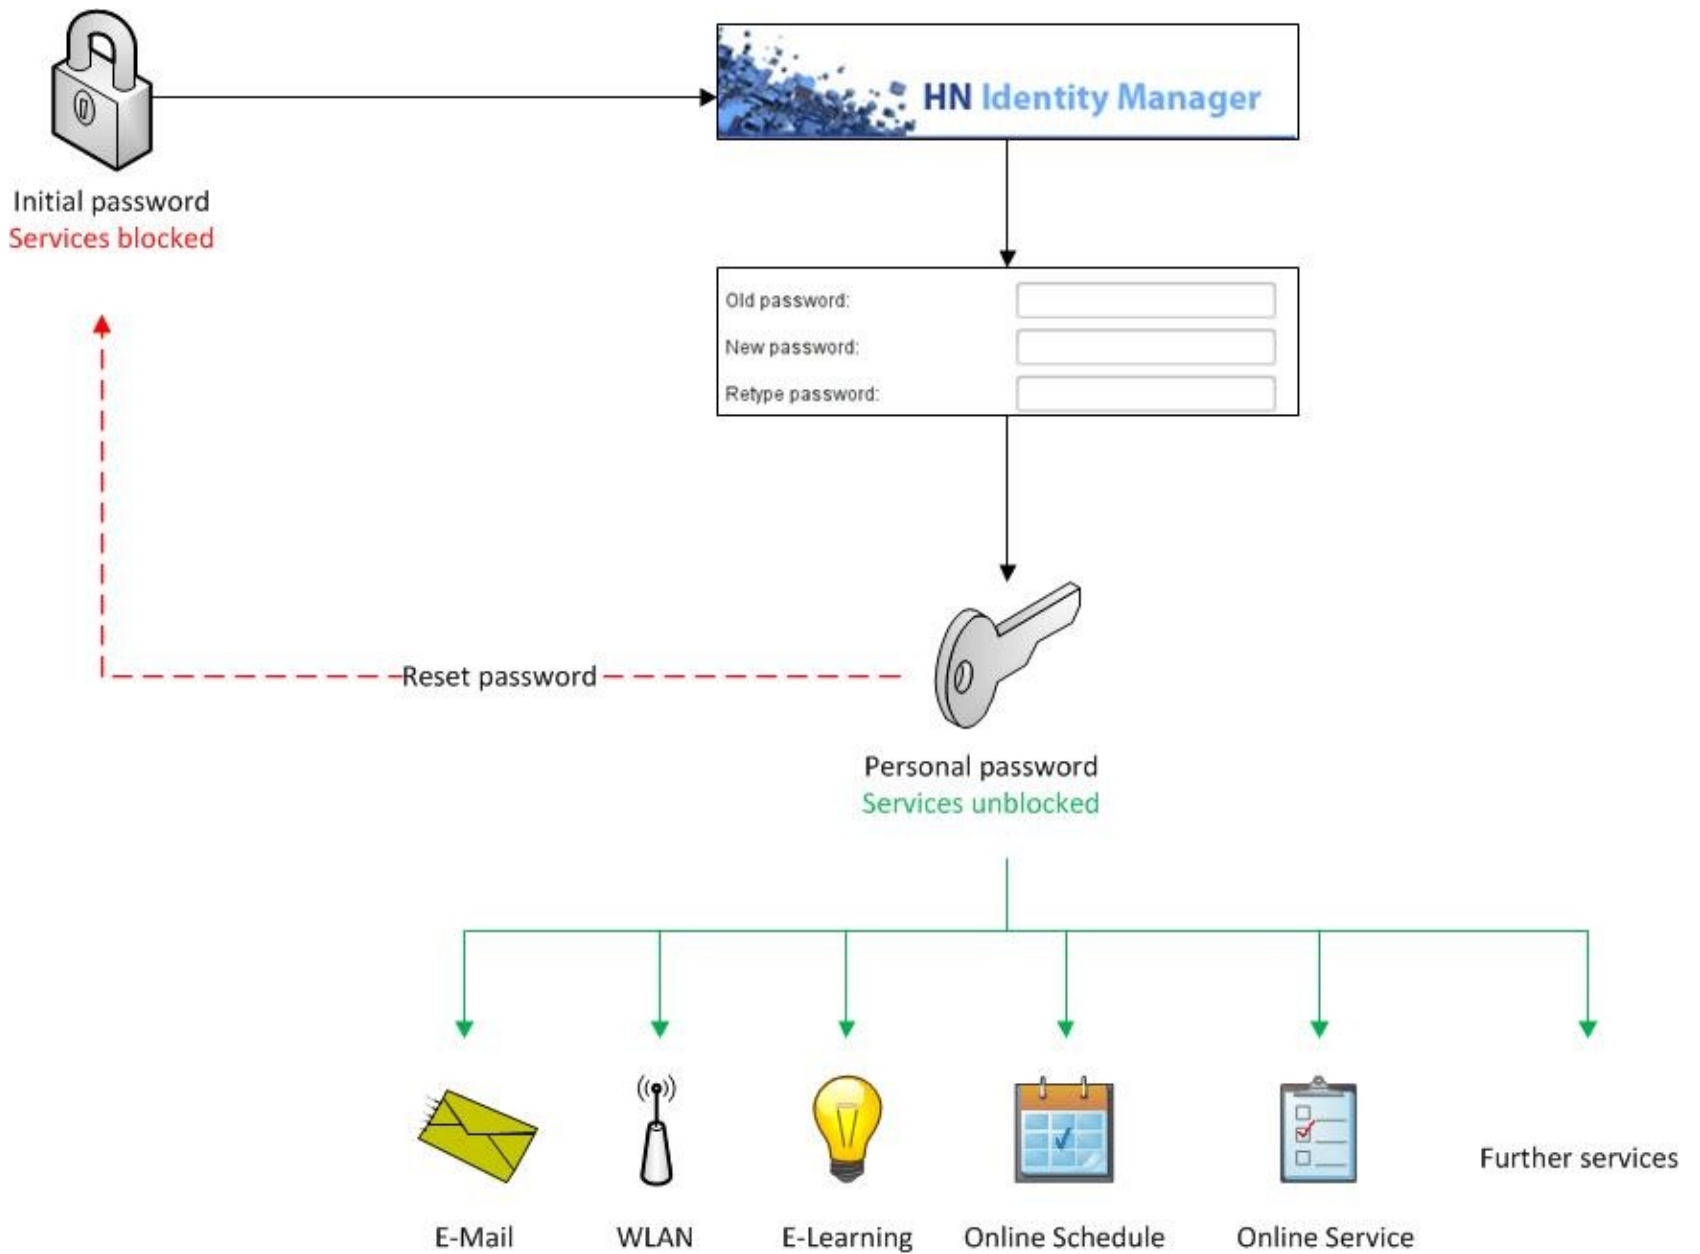 HN Identity Manager
Initial password
Services blocked
Old password:
New password:
Retype password:
Reset password
Personal password
Services unblocked
Further services
E-Mail
WLAN
E-Learning
Online Schedule
Online Service